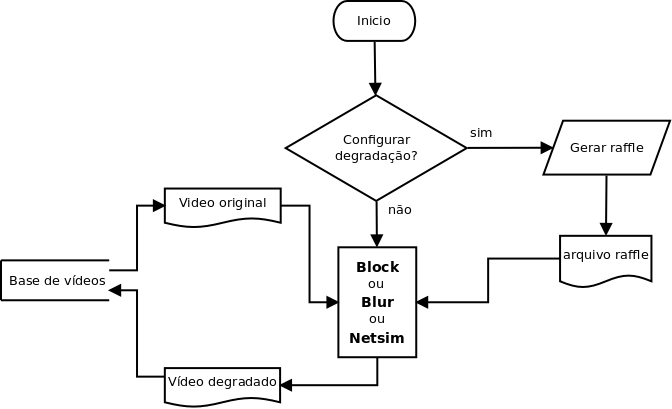 Inicio
Configurar
degradação?
sim
Gerar raffle
não
Video original
arquivo raffle
Base de vídeos
Block
ou
Blur
ou
Netsim
Vídeo degradado